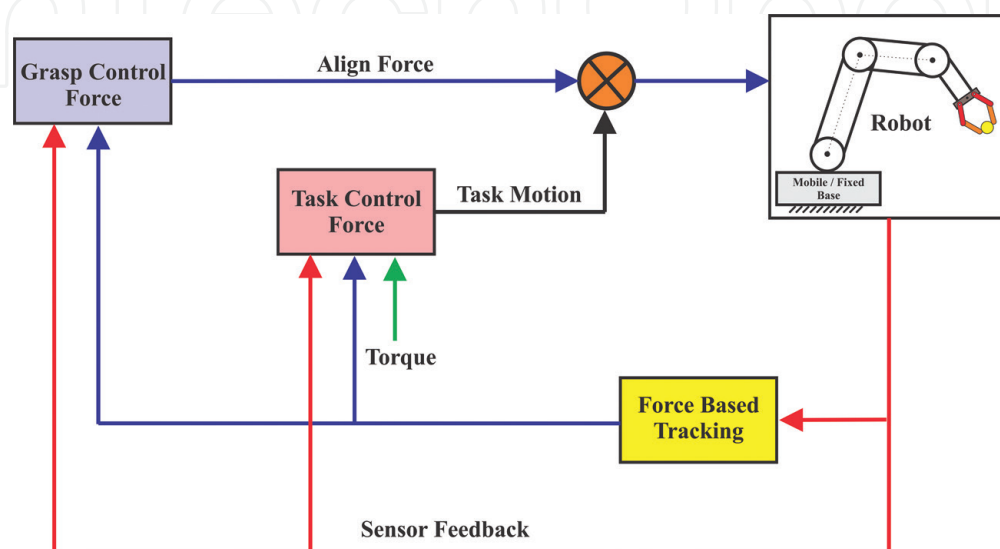 Grasp Control
Force
Align Force
Robot
Mobile / Fixed
Base
Task Control
Force
Task Motion
Torque
Force Based
Tracking
Sensor Feedback